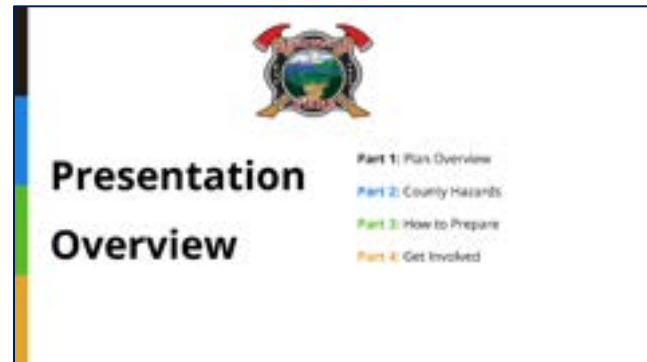 Presentation
Overview
Part 1: Plan Overview
Part 2: County Hazards
Part 3: How to Prepare
Part 4: Get Involved